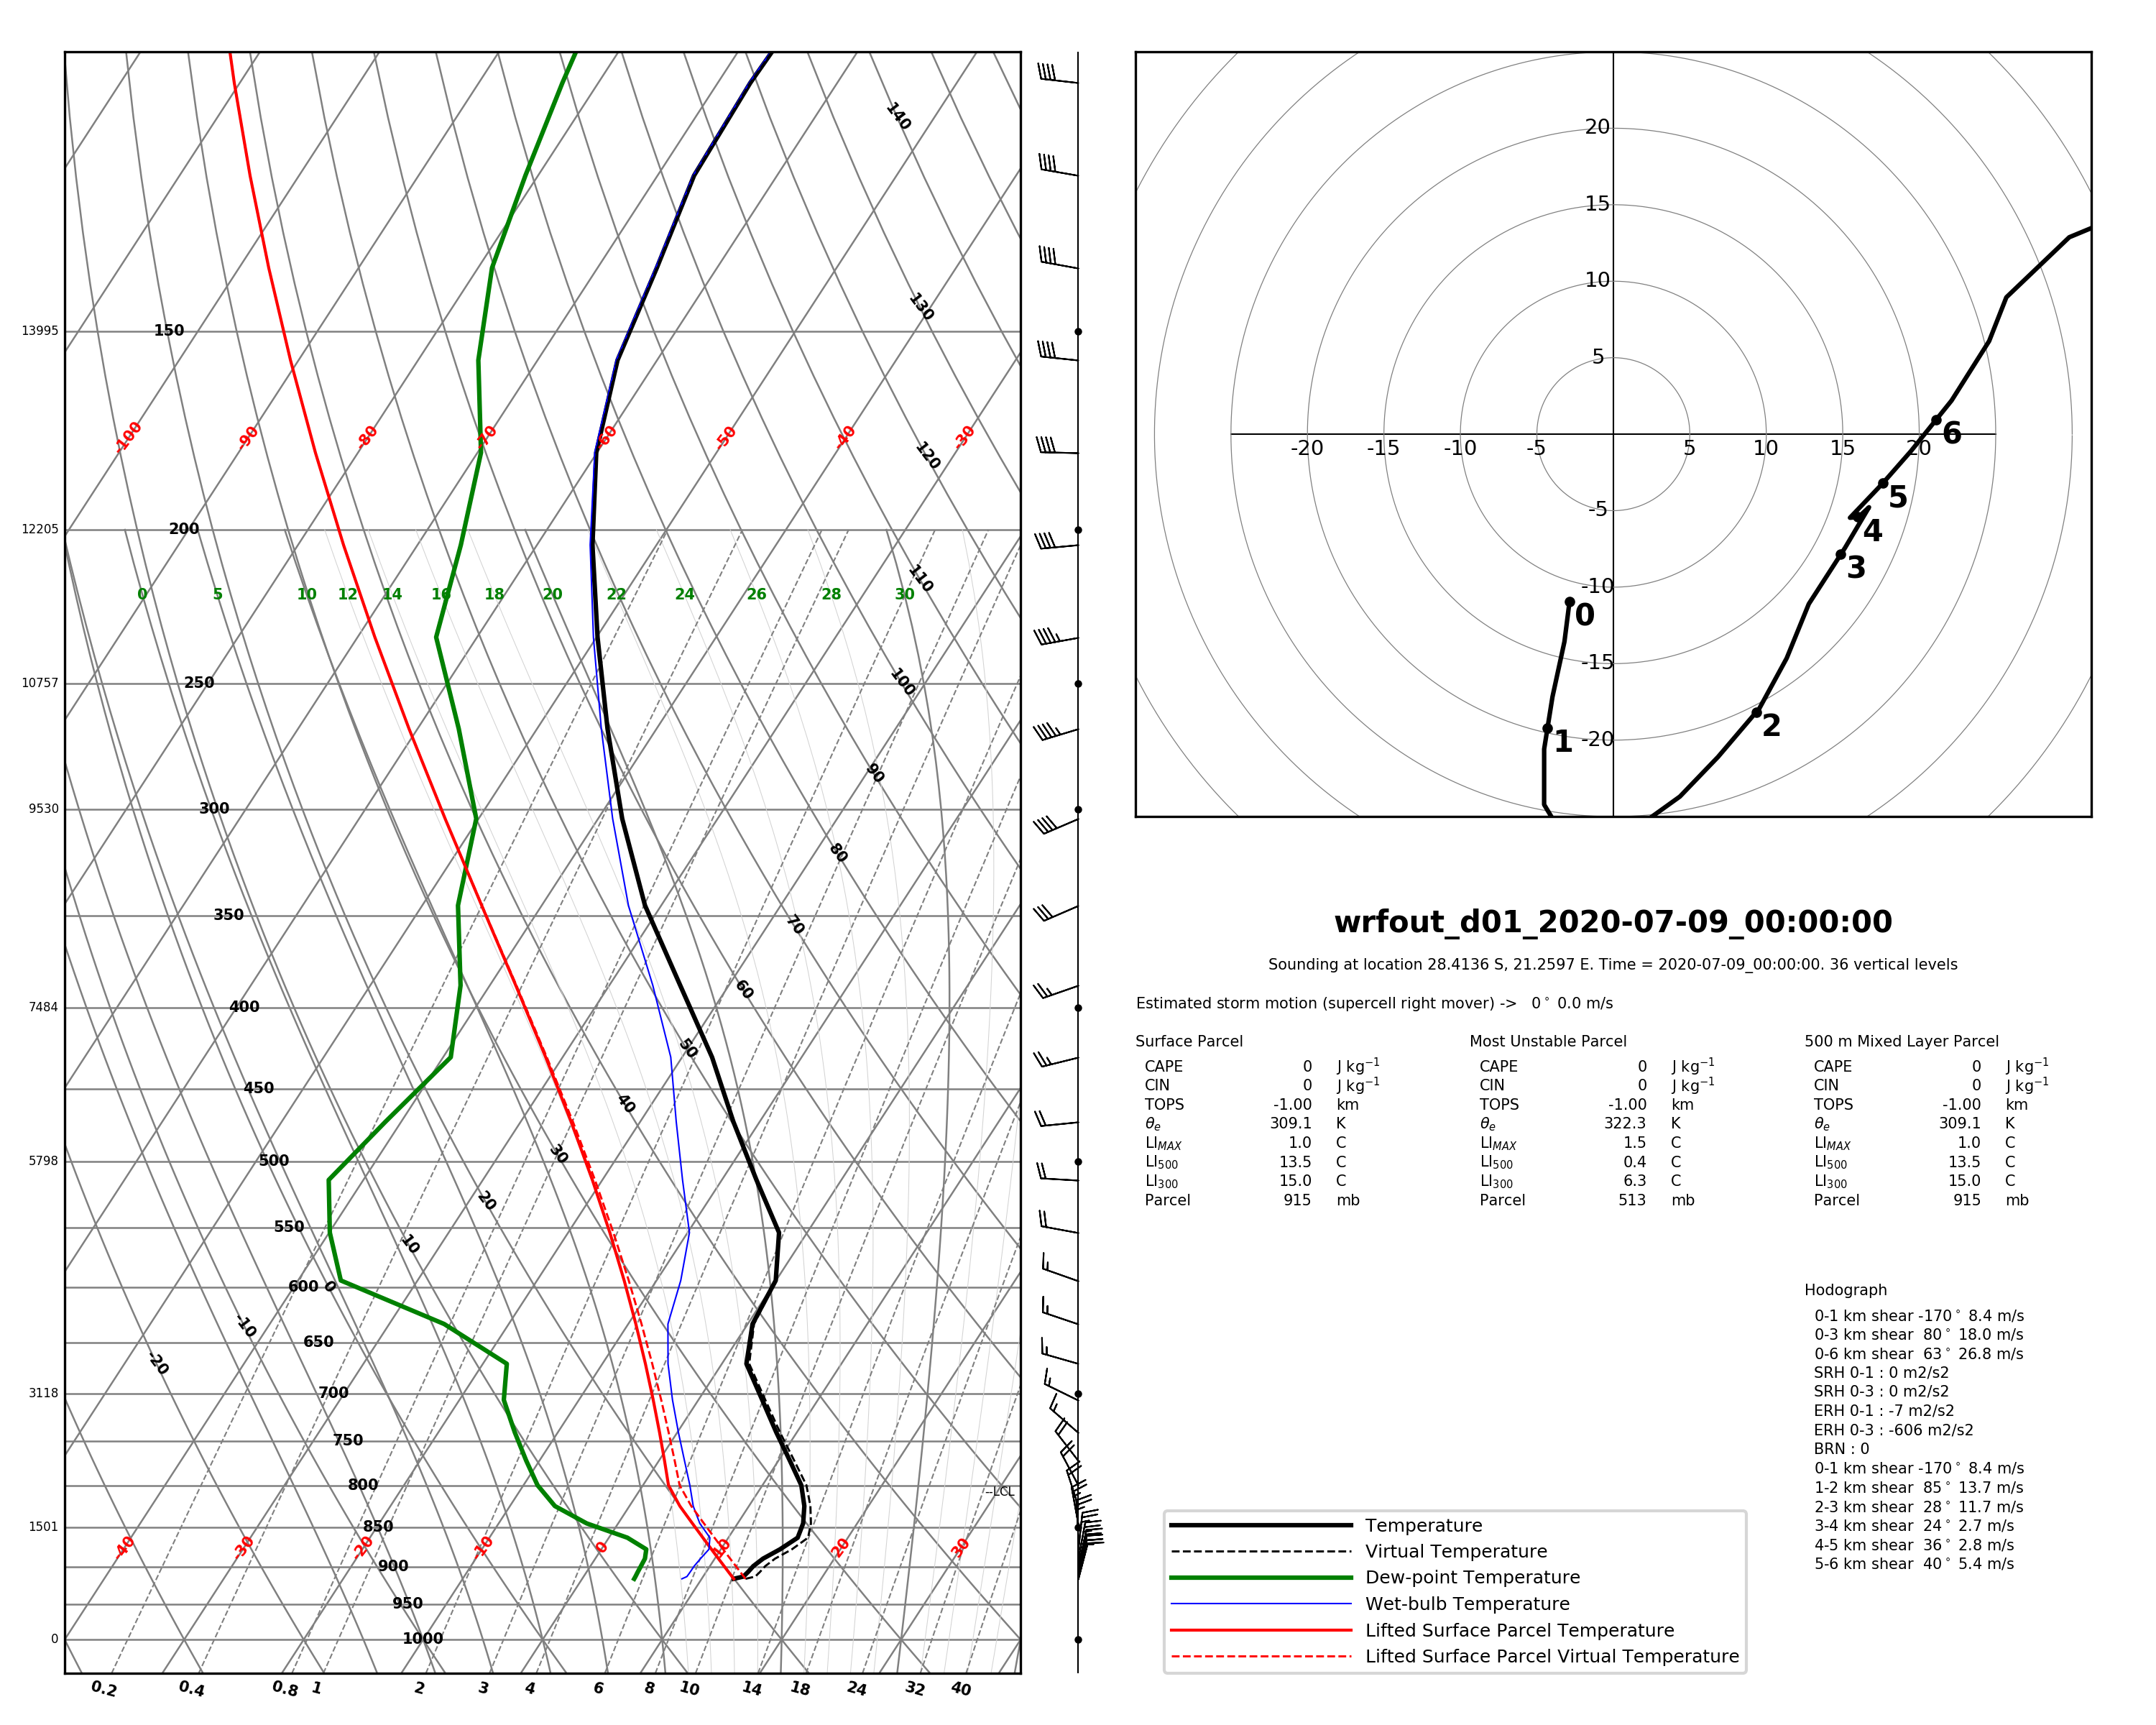 140
20
15
130
10
13995 150
5
-100 -90 -80 -70 -60 -50 -40 -30
120
-20 -15 -10 -5 5 10 15 20 6
5
-5
4
12205 200
3
110
0 5 10 12 14 16 18 20 22 24 26 28 30
-10
0
-15
10757 250
100
2
1 -20
90
9530 300
80
350
70
wrfout_d01_2020-07-09_00:00:00
Sounding at location 28.4136 S, 21.2597 E. Time = 2020-07-09_00:00:00. 36 vertical levels
60
7484 400
Estimated storm motion (supercell right mover) -> 0° 0.0 m/s
50
Surface Parcel Most Unstable Parcel 500 m Mixed Layer Parcel
CAPE 0 J kg⁻¹ CAPE 0 J kg⁻¹ CAPE 0 J kg⁻¹
CIN 0 J kg⁻¹ CIN 0 J kg⁻¹ CIN 0 J kg⁻¹
TOPS -1.00 km TOPS -1.00 km TOPS -1.00 km
θe 309.1 K θe 322.3 K θe 309.1 K
LIMAX 1.0 C LIMAX 1.5 C LIMAX 1.0 C
LI500 13.5 C LI500 0.4 C LI500 13.5 C
LI300 15.0 C LI300 6.3 C LI300 15.0 C
Parcel 915 mb Parcel 513 mb Parcel 915 mb
450
40
30
5798 500
20
550
10
600 0
-10
650
-20
3118 700
750
800
--LCL
1501 850
-40 -30 -20 -10 0 10 20 30
900
950
0 1000
0.2 0.4 0.8 1 2 3 4 6 8 10 14 18 24 32 40
Hodograph
0-1 km shear -170° 8.4 m/s
0-3 km shear 80° 18.0 m/s
0-6 km shear 63° 26.8 m/s
SRH 0-1 : 0 m2/s2
SRH 0-3 : 0 m2/s2
ERH 0-1 : -7 m2/s2
ERH 0-3 : -606 m2/s2
BRN : 0
0-1 km shear -170° 8.4 m/s
1-2 km shear 85° 13.7 m/s
2-3 km shear 28° 11.7 m/s
3-4 km shear 24° 2.7 m/s
4-5 km shear 36° 2.8 m/s
5-6 km shear 40° 5.4 m/s
Temperature
Virtual Temperature
Dew-point Temperature
Wet-bulb Temperature
Lifted Surface Parcel Temperature
Lifted Surface Parcel Virtual Temperature